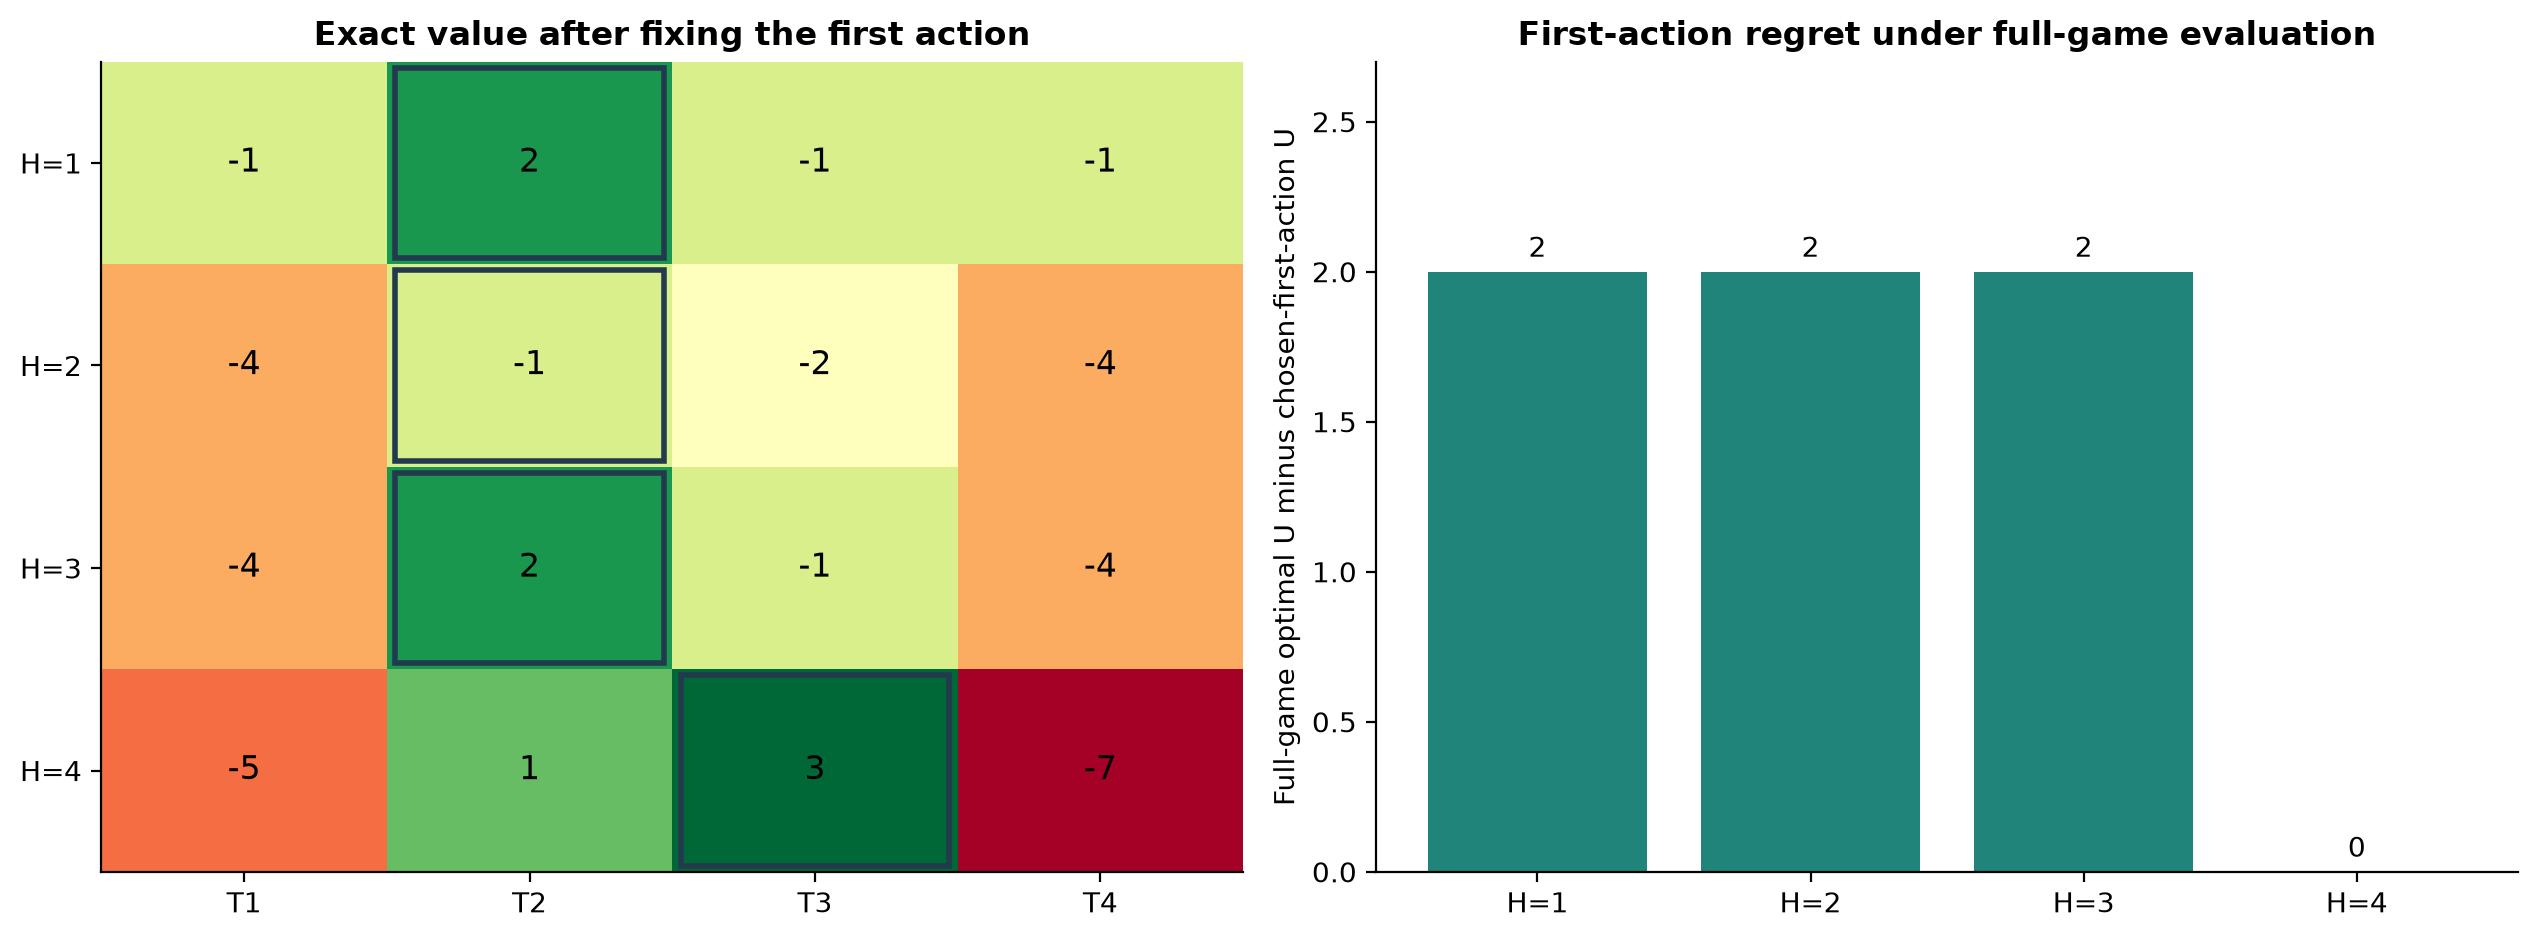 Exact value after fixing the first action
H=1 -1 2 -1 -1
H=2 -4 -1 -2 -4
H=3 -4 2 -1 -4
H=4 -5 1 3 -7
T1 T2 T3 T4
First-action regret under full-game evaluation
Full-game optimal U minus chosen-first-action U
2.5
2.0
1.5
1.0
0.5
0.0
2 2 2 0
H=1 H=2 H=3 H=4